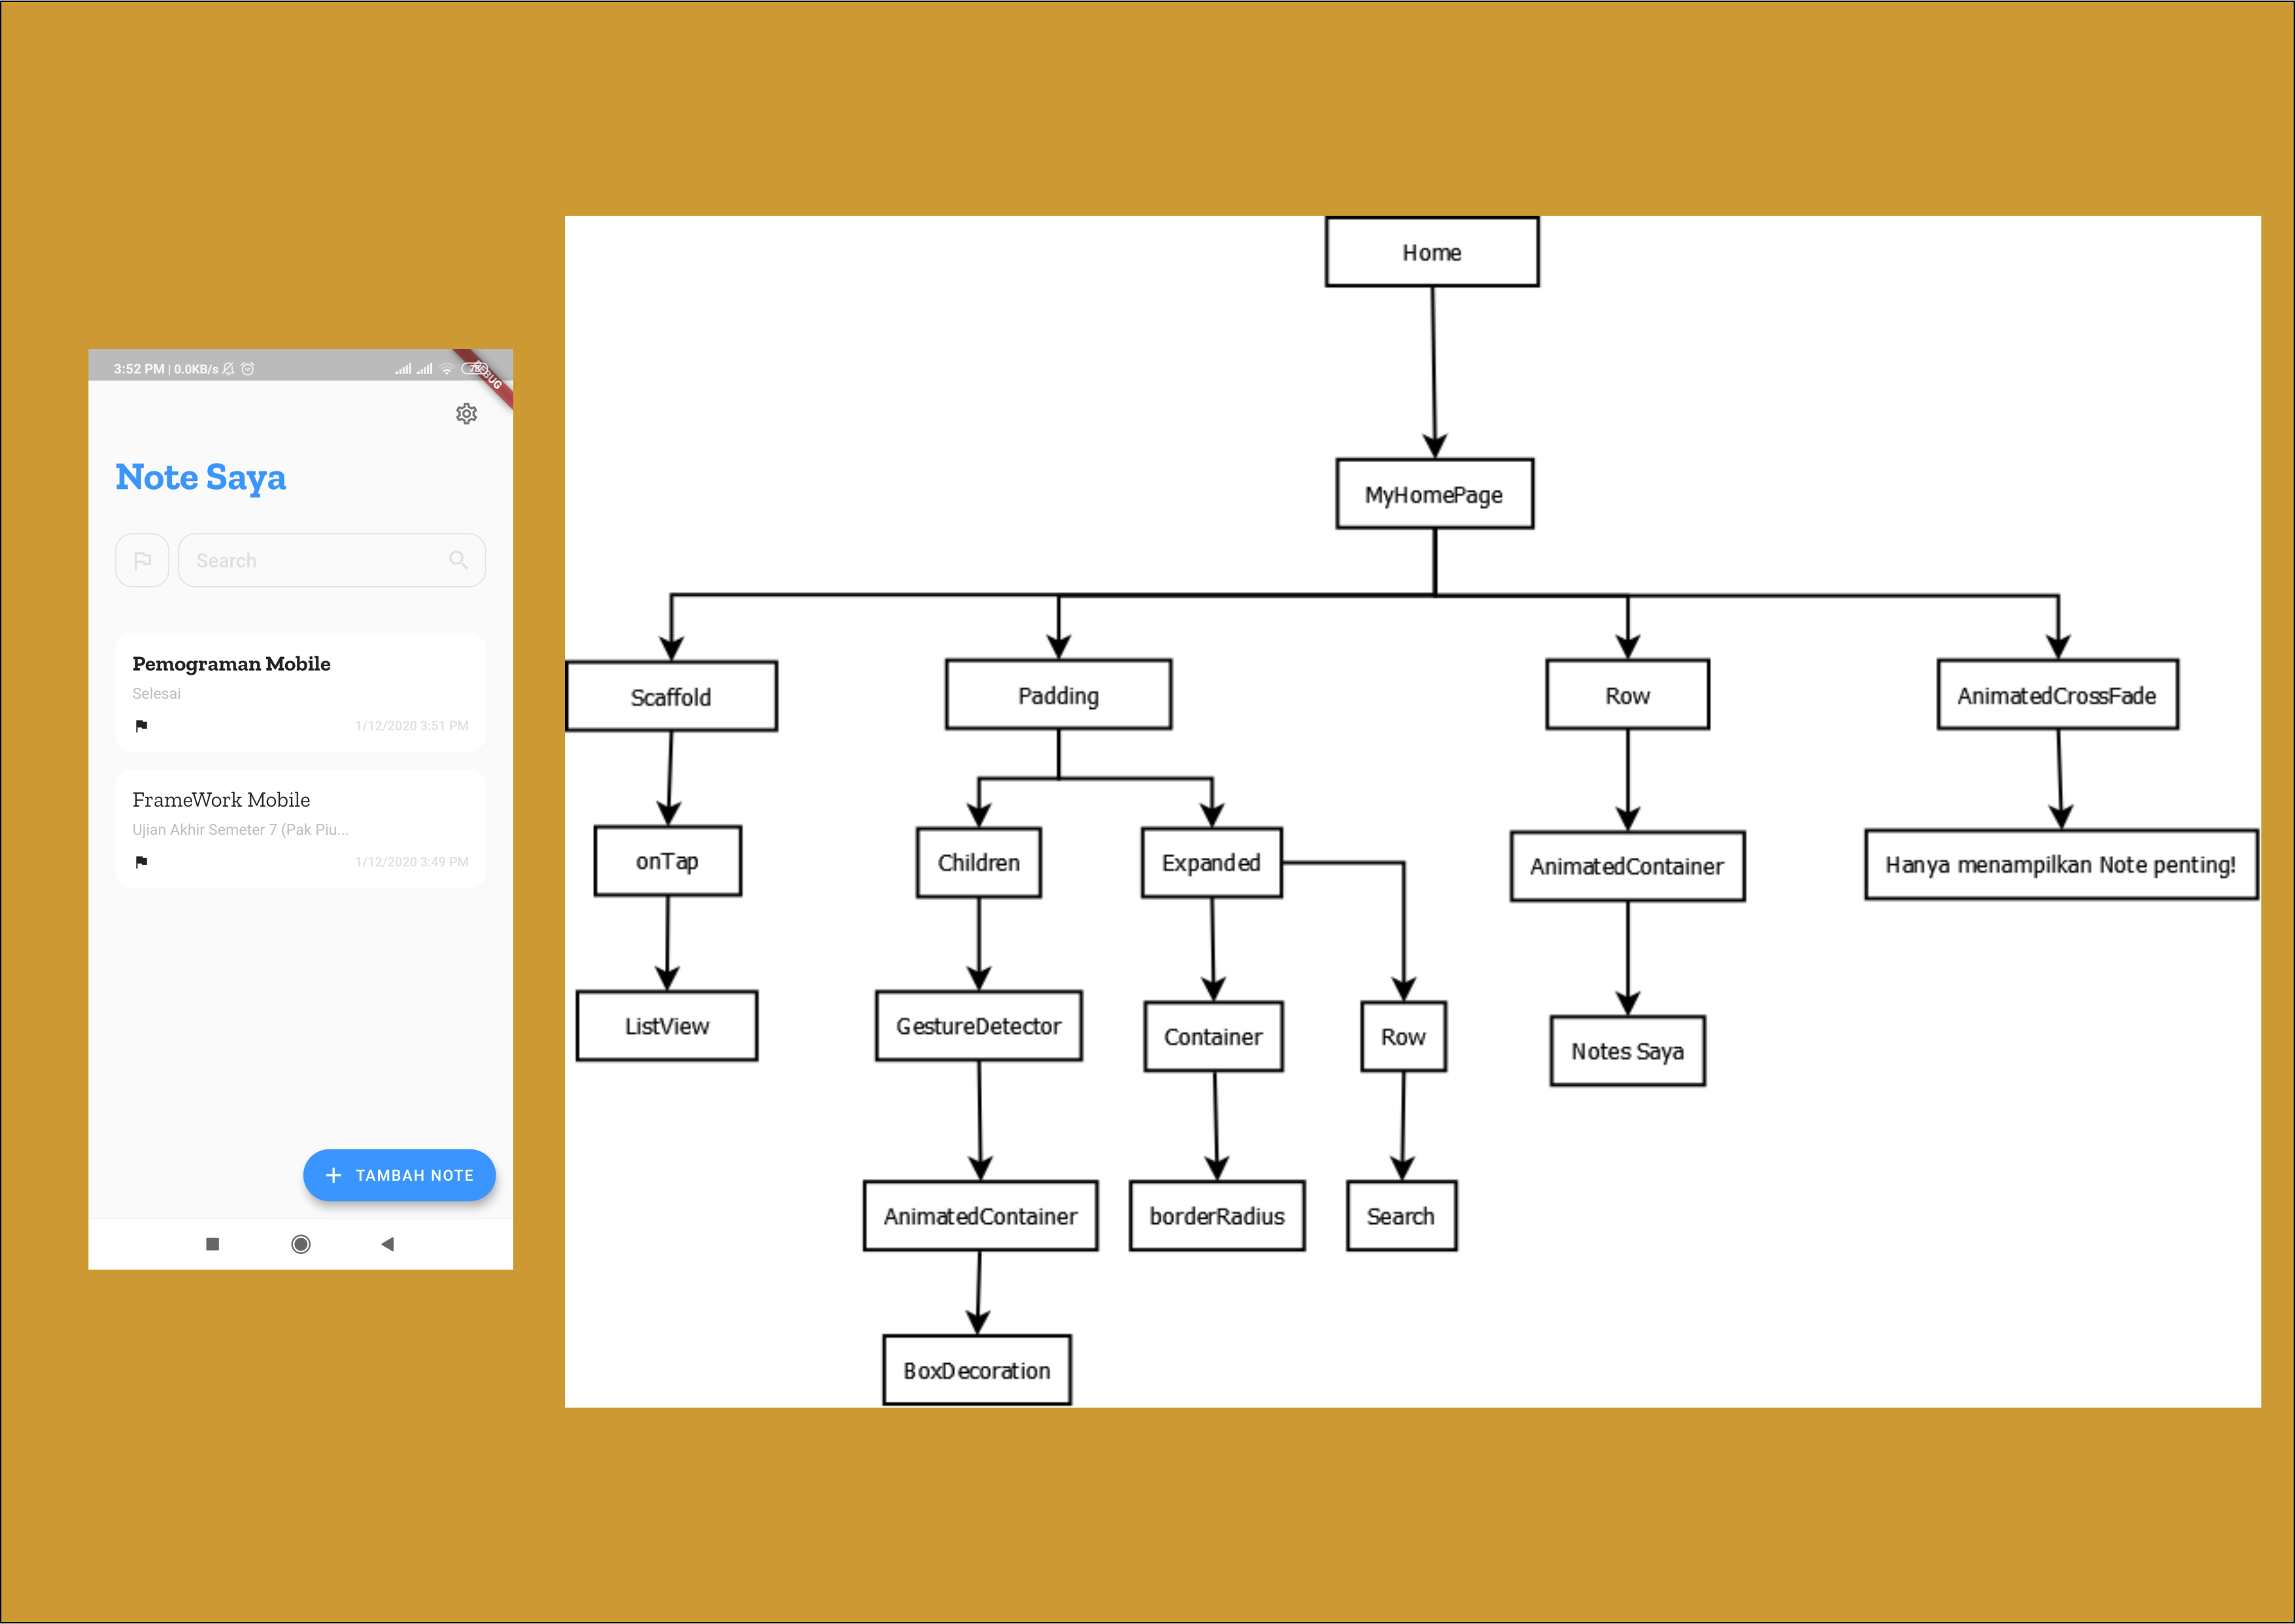 3:52 PM | 0.0KB/s
Note Saya
Search
Pemograman Mobile
Selesai
1/12/2020 3:51 PM
FrameWork Mobile
Ujian Akhir Semeter 7 (Pak Piu...
1/12/2020 3:49 PM
+ TAMBAH NOTE
Home
MyHomePage
Scaffold
Padding
Row
AnimatedCrossFade
onTap
Children
Expanded
AnimatedContainer
Hanya menampilkan Note penting!
ListView
GestureDetector
Container
Row
Notes Saya
AnimatedContainer
borderRadius
Search
BoxDecoration